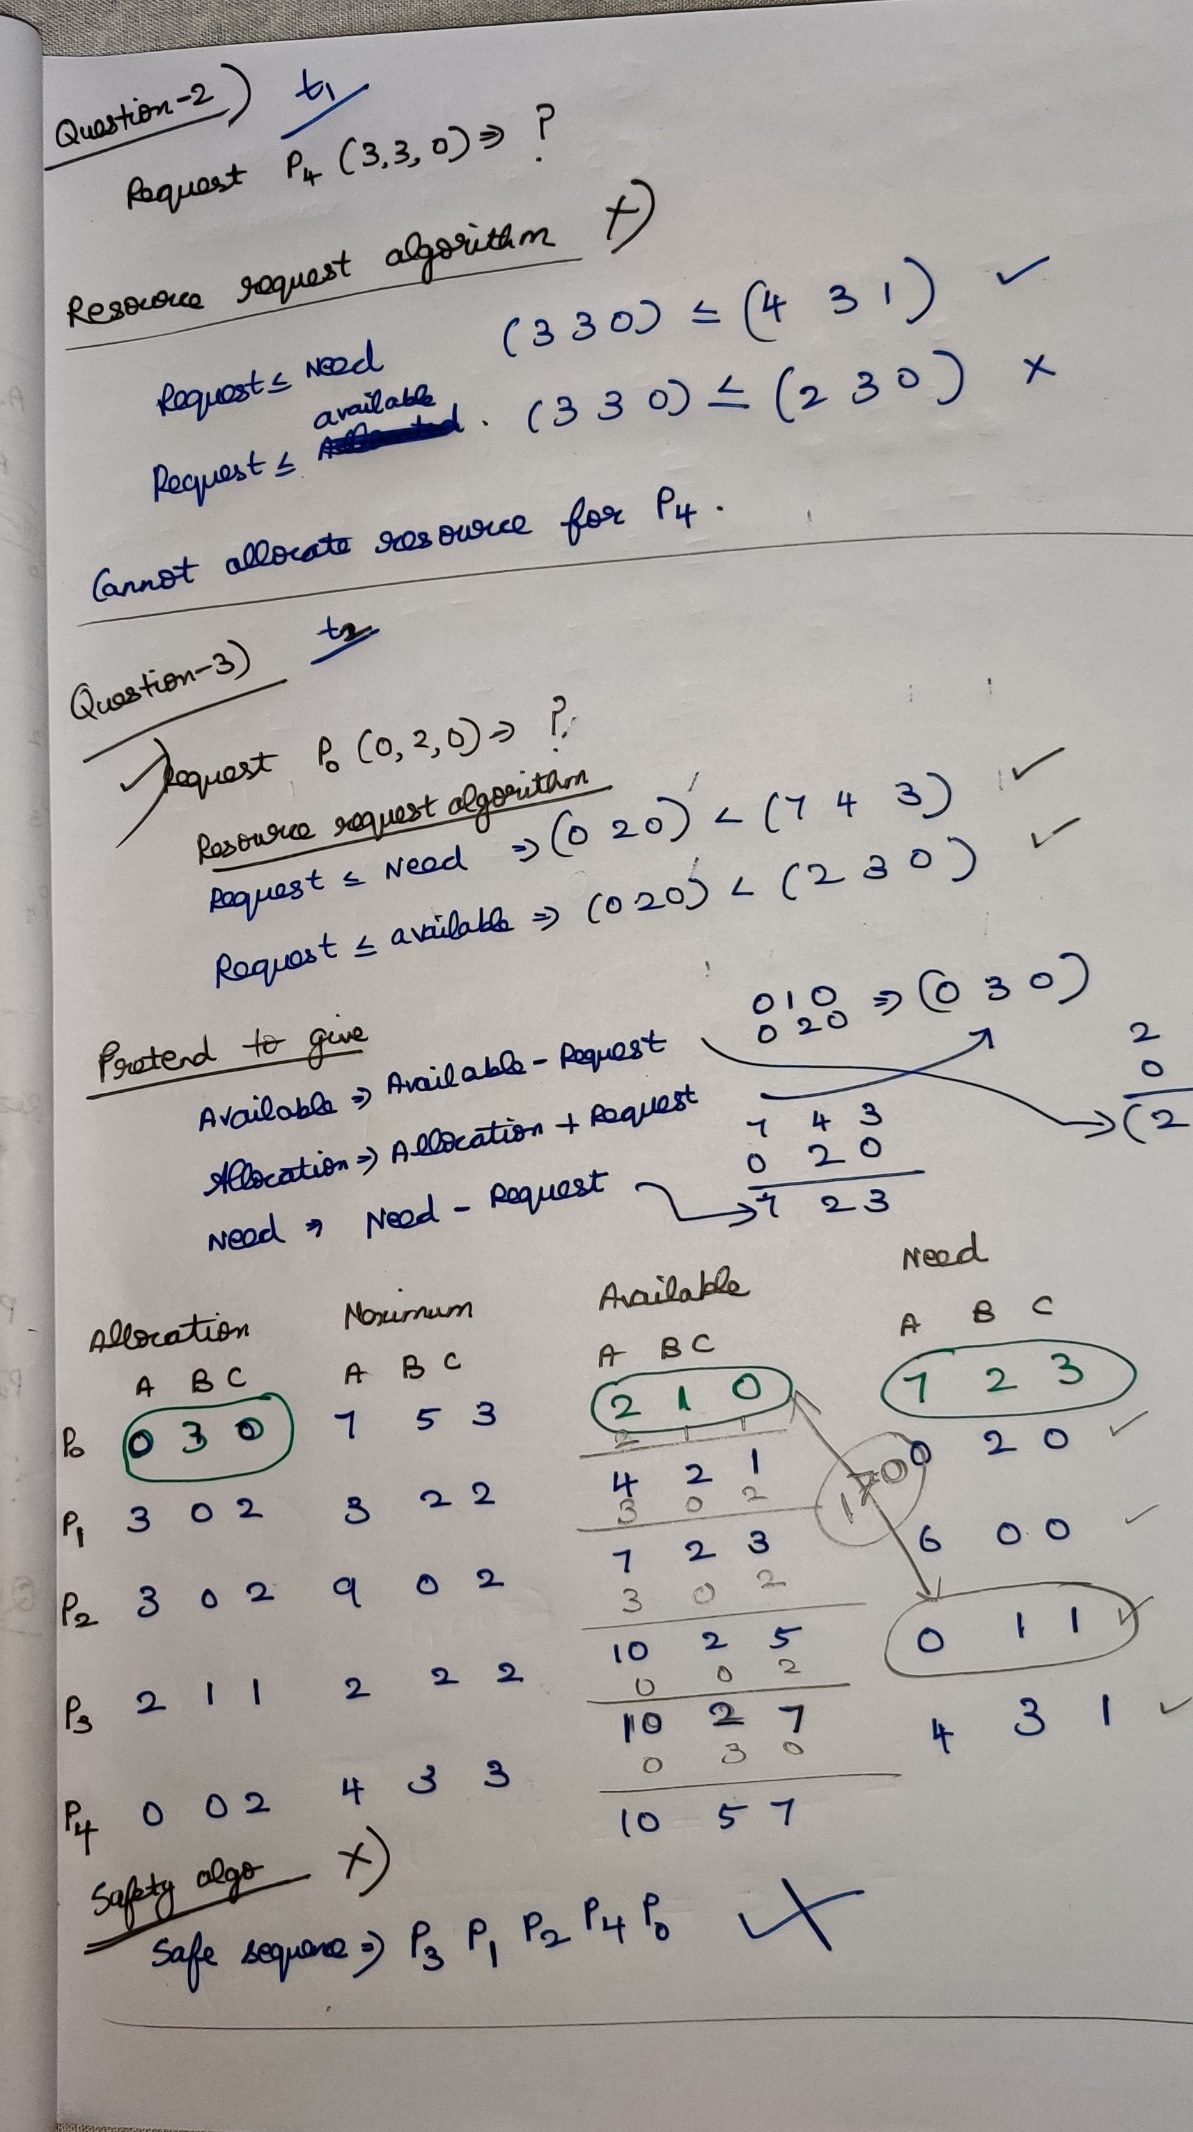 Question-2) t1
Request P4 (3,3,0) ⇒ ?
Resource request algorithm x)
Request ≤ Need (3 3 0) ≤ (4 3 1) ✓
available
Request ≤ . (3 3 0) ≤ (2 3 0) x
Cannot allocate resource for P4.
Question-3) t2
✓ Request P0 (0,2,0) ⇒ ?
Resource request algorithm
Request ≤ Need ⇒ (0 2 0) < (7 4 3) ✓
Request ≤ available ⇒ (0 2 0) < (2 3 0) ✓
Pretend to give
0 1 0 ⇒ (0 3 0)
0 2 0
Available ⇒ Available - Request
2
0
(2
Allocation ⇒ Allocation + Request
7 4 3
0 2 0
Need ⇒ Need - Request → 7 2 3
Allocation Maximum Available Need
A B C A B C A B C A B C
P0 0 3 0 7 5 3 2 1 0 7 2 3
2 1 1
P1 3 0 2 3 2 2 4 2 1 0 2 0 ✓
3 0 2
P2 3 0 2 9 0 2 7 2 3 6 0 0 ✓
3 0 2
P3 2 1 1 2 2 2 10 2 5 0 1 1 ✓
0 0 2
10 2 7
P4 0 0 2 4 3 3 0 3 0 4 3 1 ✓
10 5 7
Safety algo x)
Safe sequence ⇒ P3 P1 P2 P4 P0